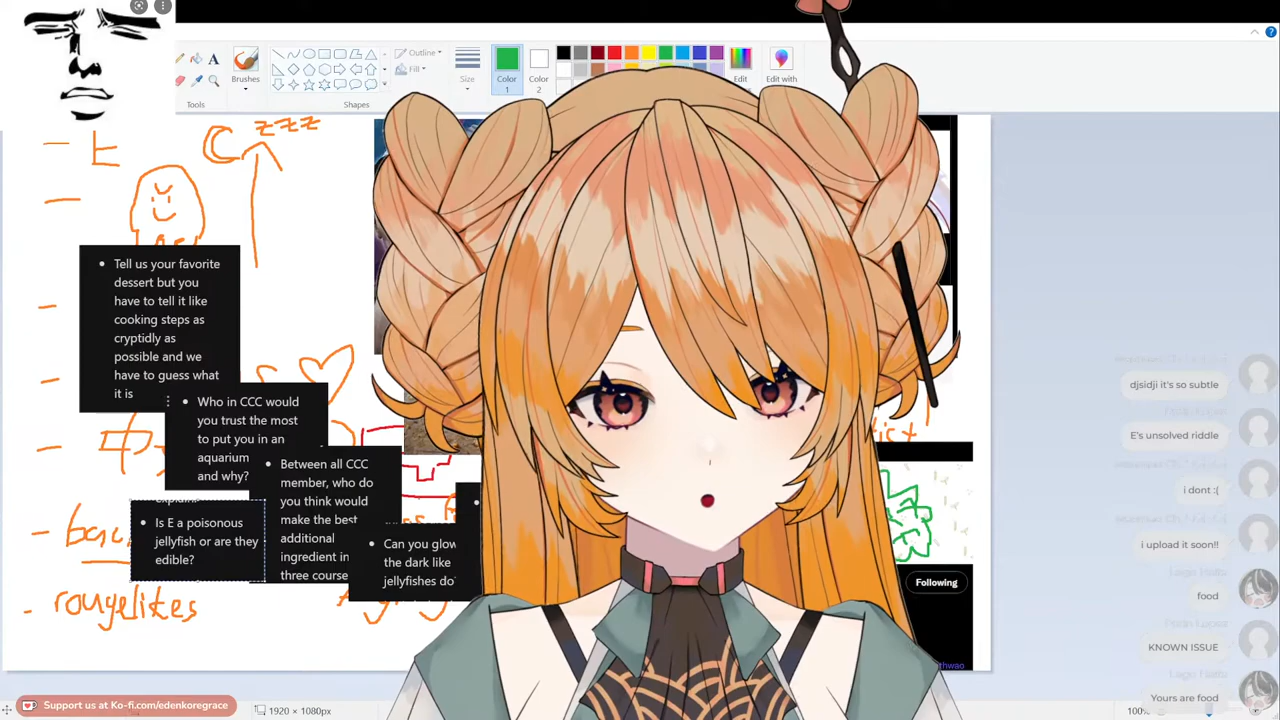 Tools
Brushes
Shapes
Outline
Fill
Size
Color
1
Color
2
Edit
Edit with
E
zzz
Tell us your favorite
dessert but you
have to tell it like
cooking steps as
cryptidly as
possible and we
have to guess what
it is
Who in CCC would
you trust the most
to put you in an
aquarium
and why?
Between all CCC
member, who do
you think would
make the best
additional
ingredient in
three course
Is E a poisonous
jellyfish or are they
edible?
Can you glow
the dark like
jellyfishes do
- rougelites
Following
djsidji it's so subtle
E's unsolved riddle
i dont :(
i upload it soon!!
food
KNOWN ISSUE
Yours are food
Support us at Ko-fi.com/edenkoregrace
1920 × 1080px
100%